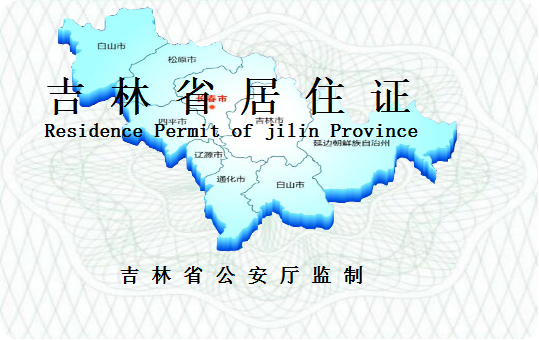 白山市
松原市
吉林省居住证
长春市
四平市
吉林市
Residence Permit of jilin Province
延边朝鲜族自治州
辽源市
通化市
白山市
吉林省公安厅监制